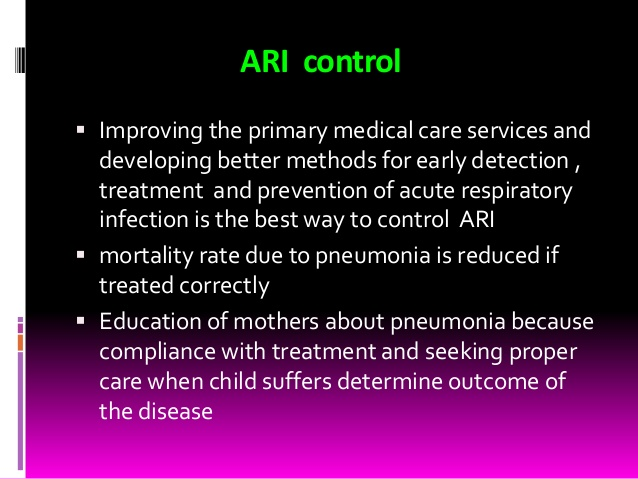 ARI control
▪ Improving the primary medical care services and
developing better methods for early detection ,
treatment and prevention of acute respiratory
infection is the best way to control ARI
▪ mortality rate due to pneumonia is reduced if
treated correctly
▪ Education of mothers about pneumonia because
compliance with treatment and seeking proper
care when child suffers determine outcome of
the disease